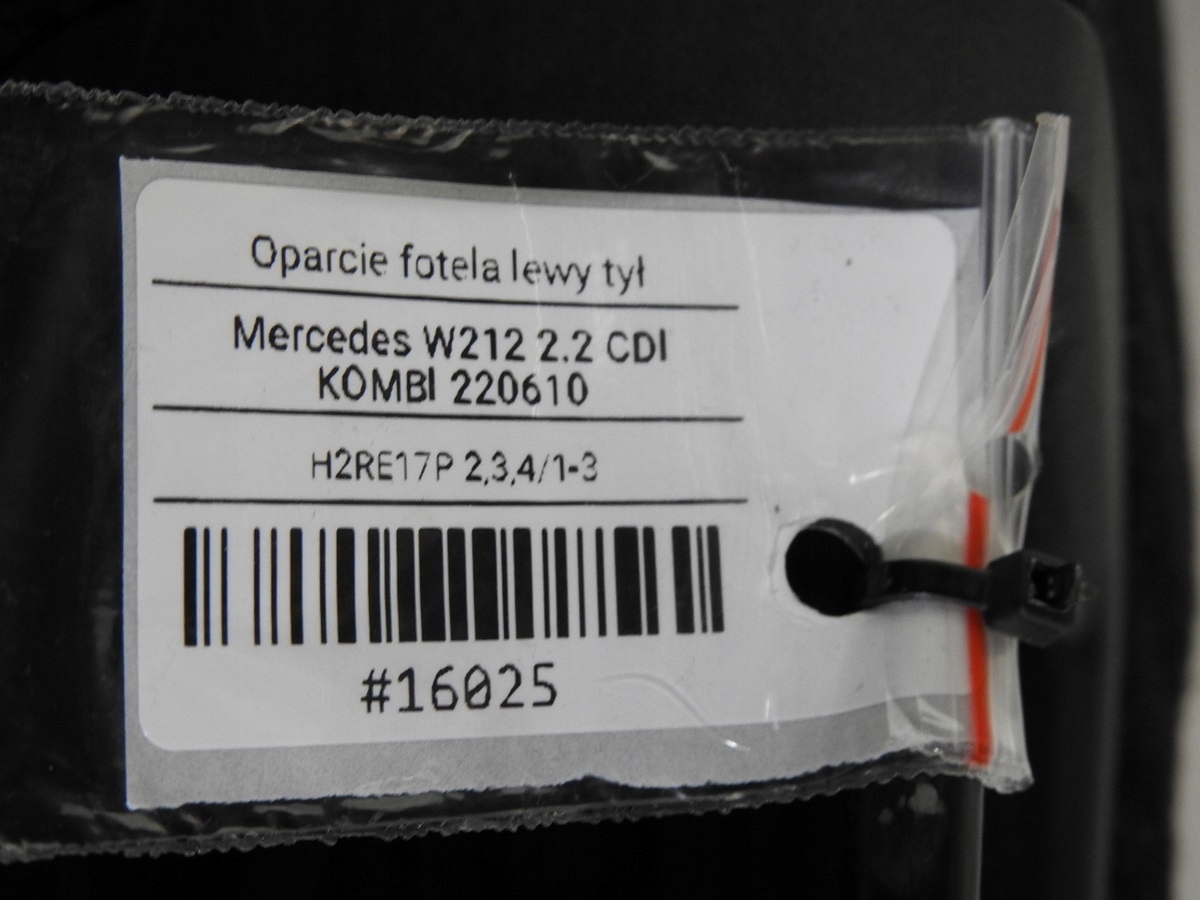 Oparcie fotela lewy tył
Mercedes W212 2.2 CDI
KOMBI 220610
H2RE17P 2,3,4/1-3
#16025